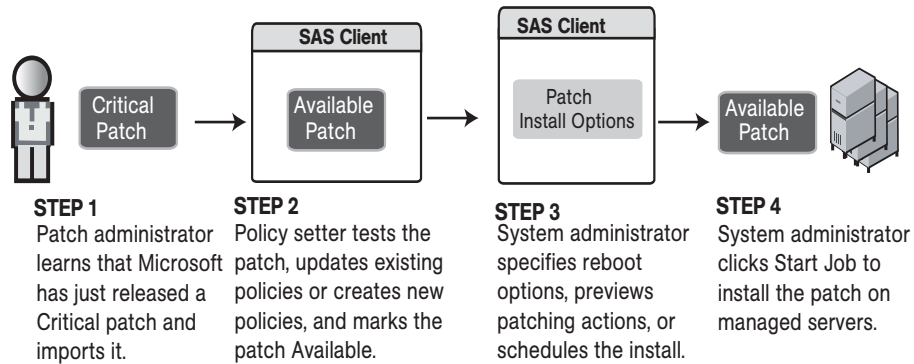 SAS Client
SAS Client
Critical
Patch
Available
Patch
Patch
Install Options
Available
Patch
STEP 1
Patch administrator
learns that Microsoft
has just released a
Critical patch and
imports it.
STEP 2
Policy setter tests the
patch, updates existing
policies or creates new
policies, and marks the
patch Available.
STEP 3
System administrator
specifies reboot
options, previews
patching actions, or
schedules the install.
STEP 4
System administrator
clicks Start Job to
install the patch on
managed servers.